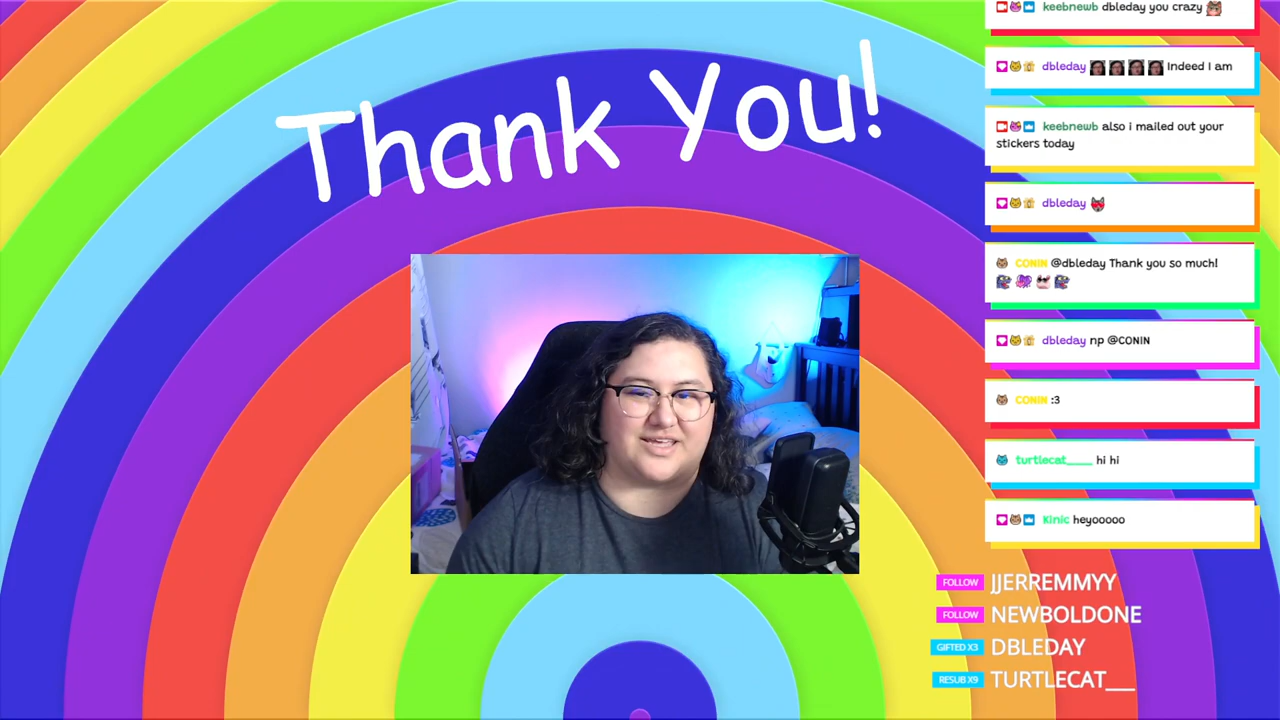 Thank You!
keebnewb dbleday you crazy
dbleday Indeed I am
keebnewb also i mailed out your
stickers today
dbleday
CONIN @dbleday Thank you so much!
dbleday np @CONIN
CONIN :3
turtlecat____ hi hi
Kinic heyooooo
FOLLOW JJERREMMYY
FOLLOW NEWBOLDONE
GIFTED X3 DBLEDAY
RESUB X9 TURTLECAT___